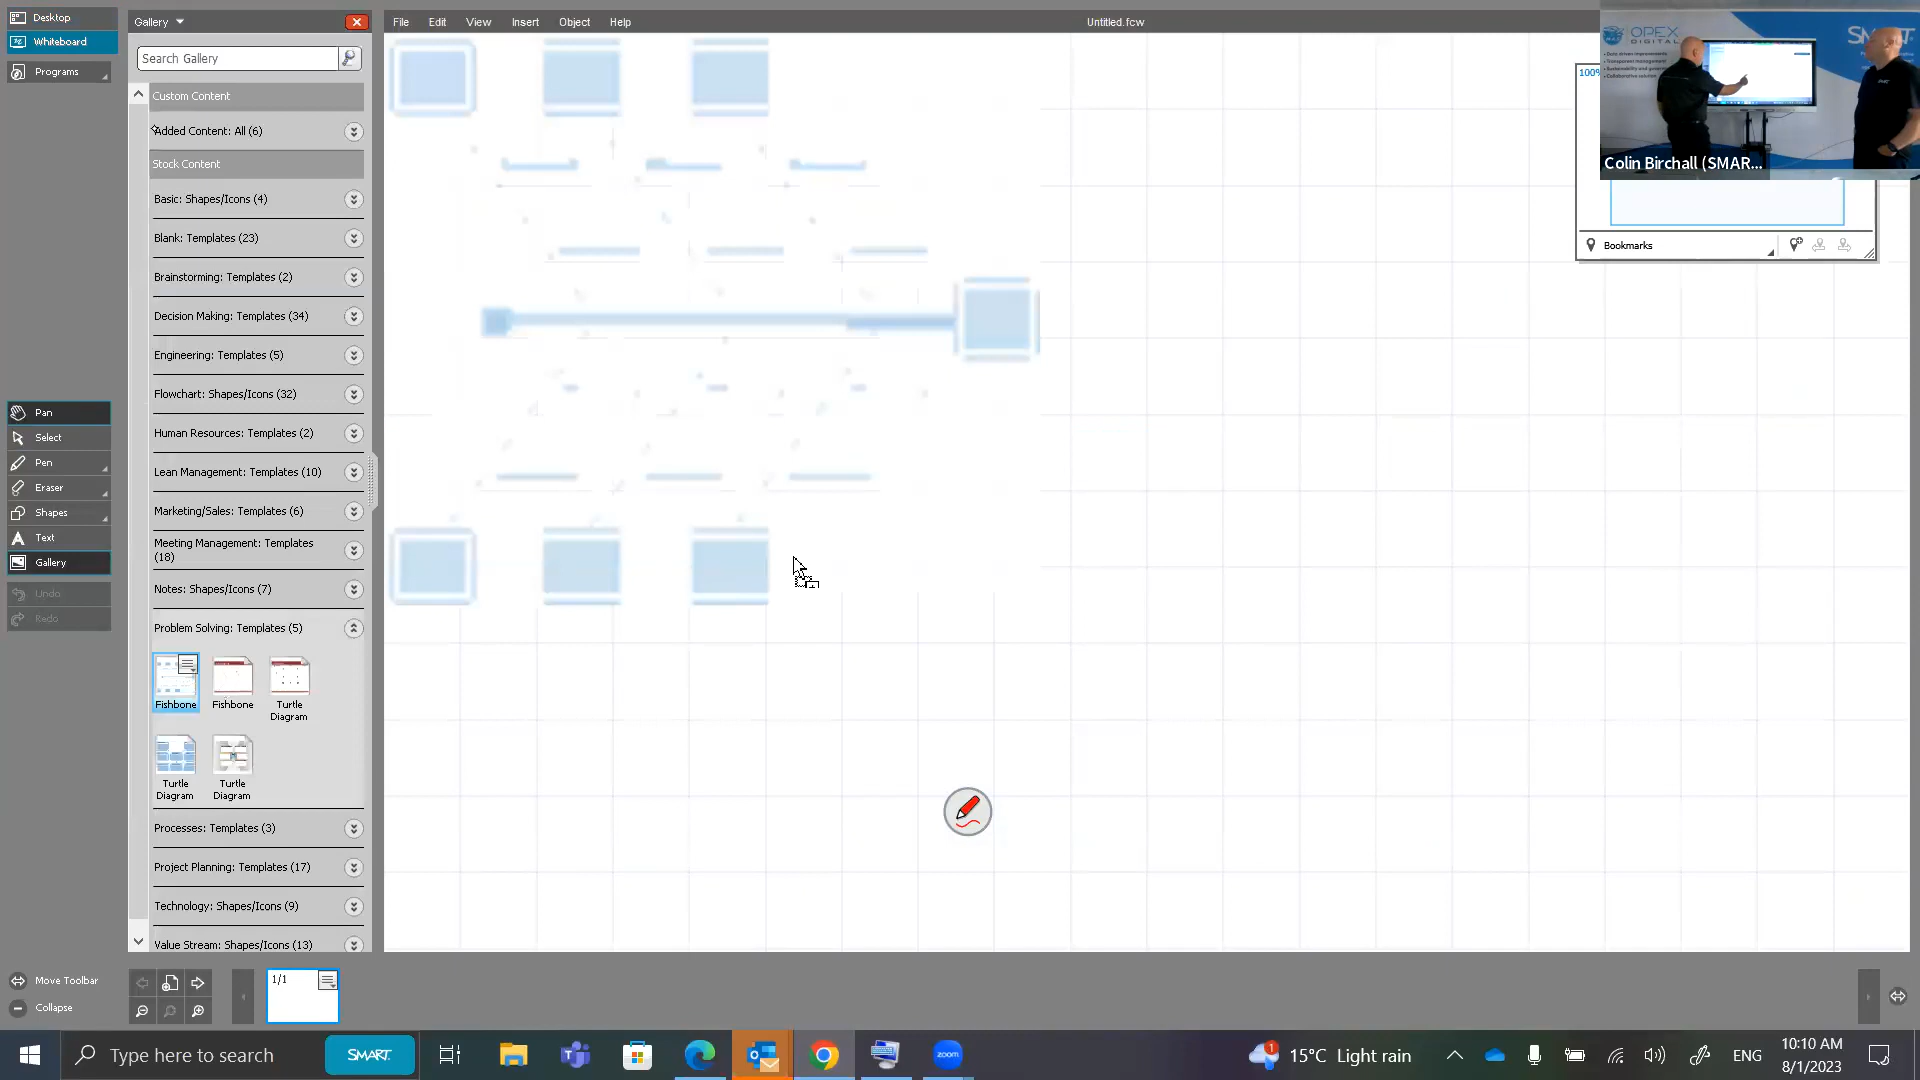 Desktop
Whiteboard
Programs
Pan
Select
Pen
Eraser
Shapes
Text
Gallery
Undo
Redo
Move Toolbar
Collapse
Gallery
Search Gallery
Custom Content
Added Content: All (6)
Stock Content
Basic: Shapes/Icons (4)
Blank: Templates (23)
Brainstorming: Templates (2)
Decision Making: Templates (34)
Engineering: Templates (5)
Flowchart: Shapes/Icons (32)
Human Resources: Templates (2)
Lean Management: Templates (10)
Marketing/Sales: Templates (6)
Meeting Management: Templates
(18)
Notes: Shapes/Icons (7)
Problem Solving: Templates (5)
Fishbone Fishbone Turtle
Diagram
Turtle Turtle
Diagram Diagram
Processes: Templates (3)
Project Planning: Templates (17)
Technology: Shapes/Icons (9)
Value Stream: Shapes/Icons (13)
File Edit View Insert Object Help Untitled.fcw
100%
OPEX
DIGITAL
Colin Birchall (SMAR...
Bookmarks
1/1
Type here to search
SMART
zoom
1
15°C Light rain
ENG
10:10 AM
8/1/2023